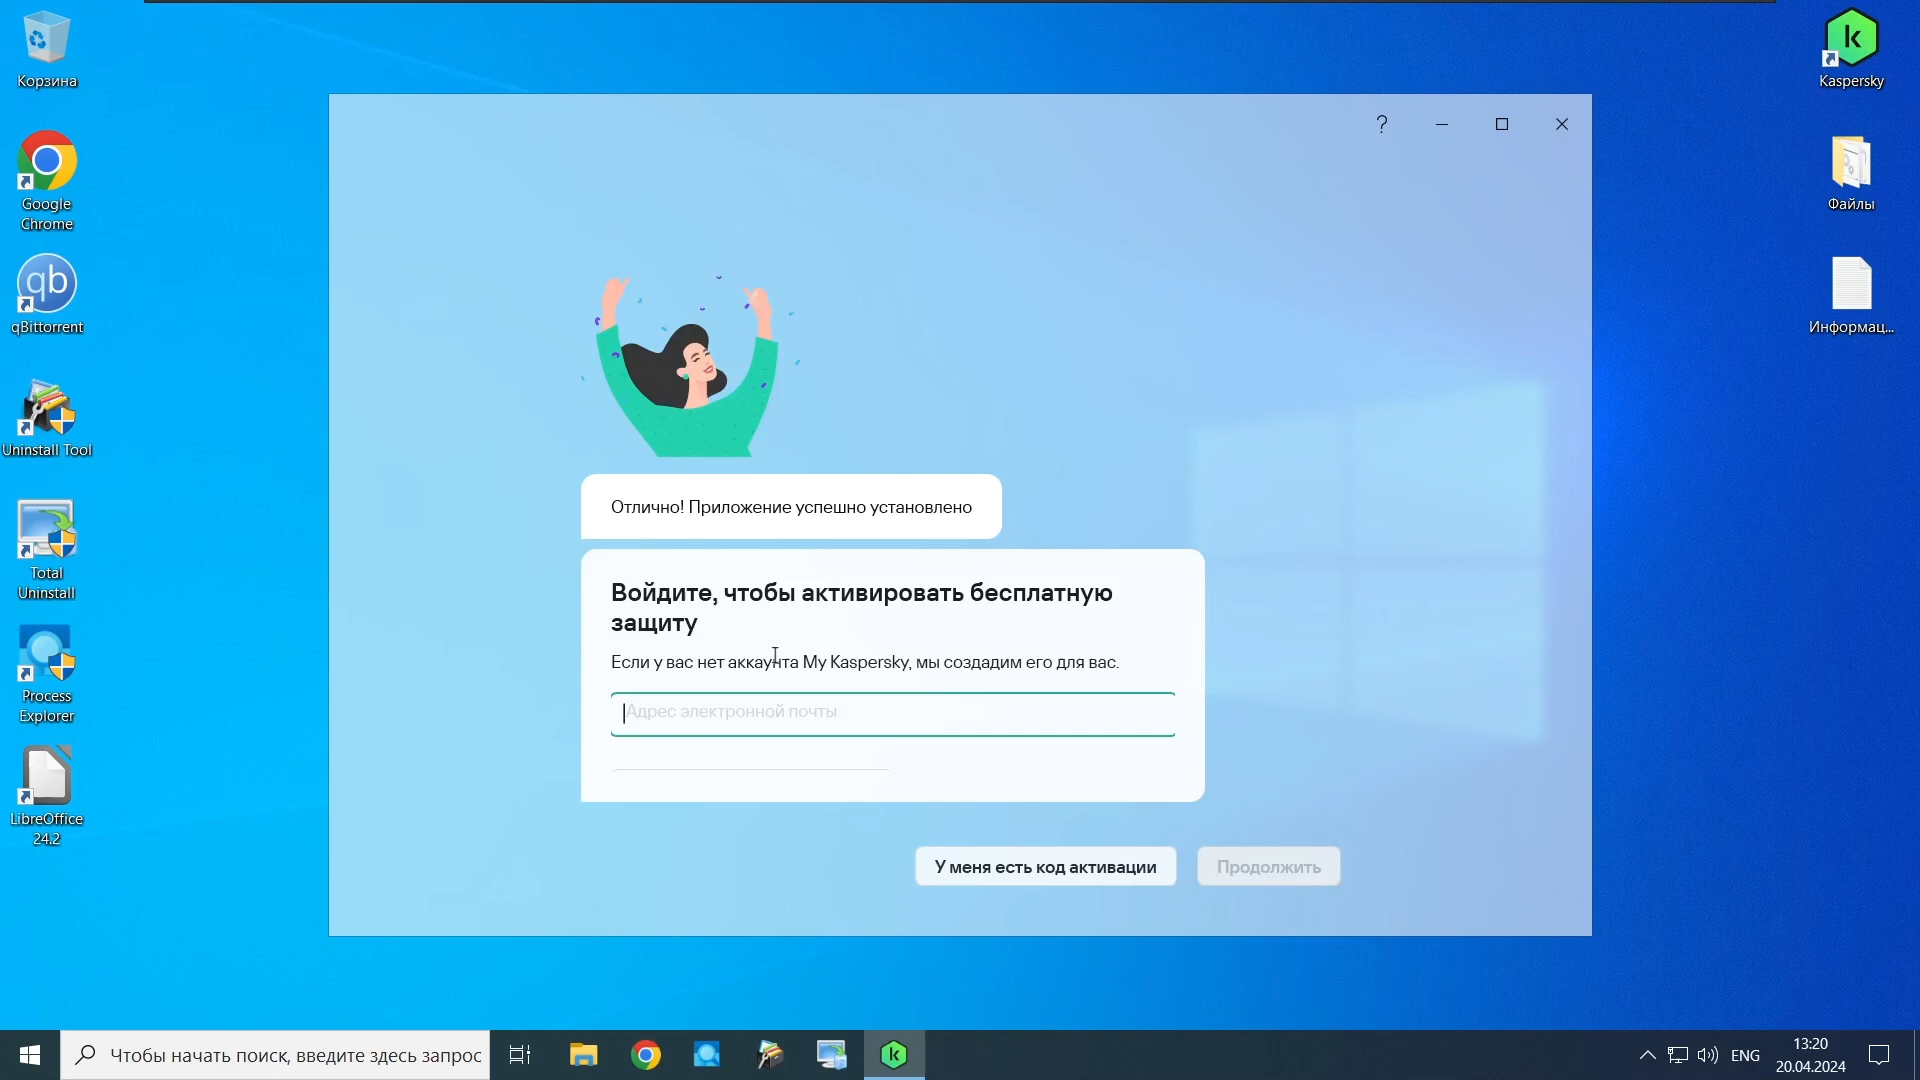 Корзина
Google
Chrome
qb
qBittorrent
Uninstall Tool
Total
Uninstall
Process
Explorer
LibreOffice
24.2
k
Kaspersky
Файлы
Информац...
?
Отлично! Приложение успешно установлено
Войдите, чтобы активировать бесплатную
защиту
Если у вас нет аккаунта My Kaspersky, мы создадим его для вас.
Адрес электронной почты
У меня есть код активации
Продолжить
Чтобы начать поиск, введите здесь запрос
k
ENG
13:20
20.04.2024